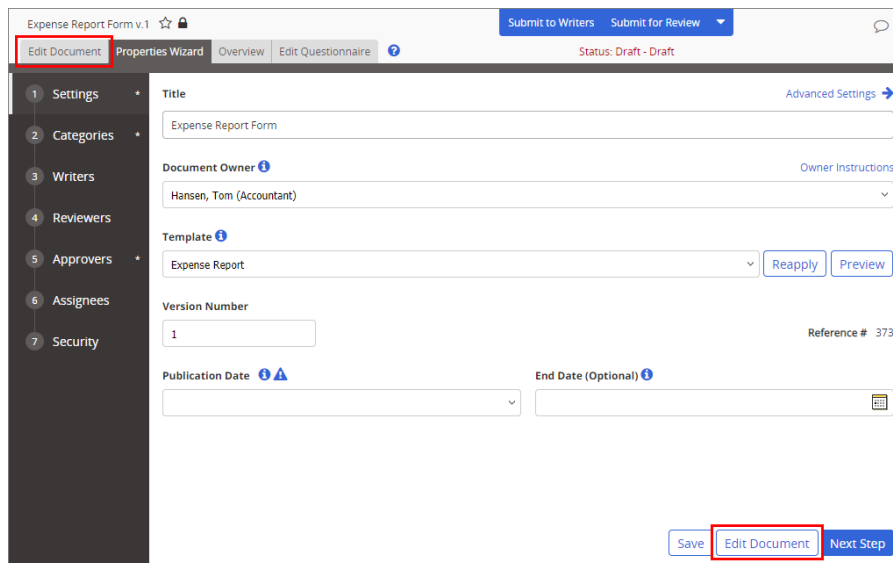 Expense Report Form v.1
Submit to Writers Submit for Review
Edit Document Properties Wizard Overview Edit Questionnaire ?
Status: Draft - Draft
1 Settings *
2 Categories *
3 Writers
4 Reviewers
5 Approvers *
6 Assignees
7 Security
Title
Advanced Settings
Expense Report Form
Document Owner
Owner Instructions
Hansen, Tom (Accountant)
Template
Expense Report
Reapply Preview
Version Number
1
Reference # 373
Publication Date
End Date (Optional)
Save Edit Document Next Step